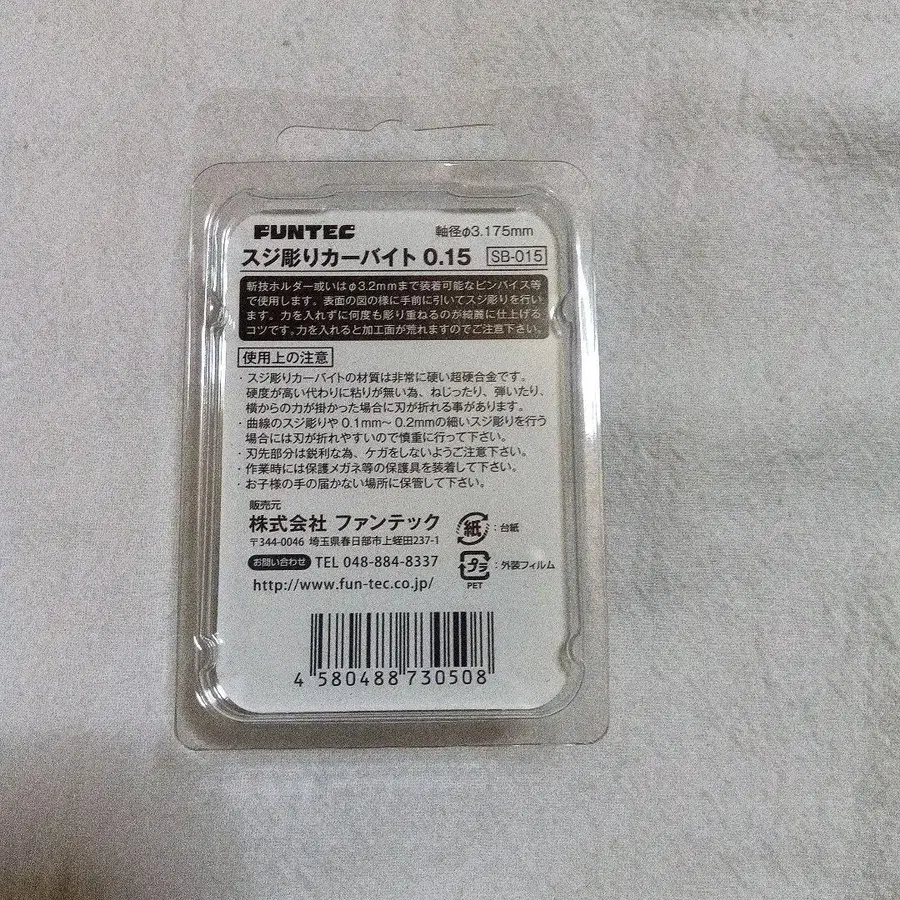 FUNTEC 軸径φ3.175mm
スジ彫りカーバイト 0.15 SB-015
斬技ホルダー或いはφ3.2mmまで装着可能なピンバイス等
で使用します。表面の図の様に手前に引いてスジ彫りを行い
ます。力を入れずに何度も彫り重ねるのが綺麗に仕上げる
コツです。力を入れると加工面が荒れますのでご注意下さい。
使用上の注意
・スジ彫りカーバイトの材質は非常に硬い超硬合金です。
硬度が高い代わりに粘りが無い為、ねじったり、弾いたり、
横からの力が掛かった場合に刃が折れる事があります。
・曲線のスジ彫りや 0.1mm～0.2mmの細いスジ彫りを行う
場合には刃が折れやすいので慎重に行って下さい。
・刃先部分は鋭利な為、ケガをしないようご注意下さい。
・作業時には保護メガネ等の保護具を装着して下さい。
・お子様の手の届かない場所に保管して下さい。
販売元
株式会社 ファンテック
〒344-0046 埼玉県春日部市上蛭田237-1
お問い合わせ TEL 048-884-8337
http://www.fun-tec.co.jp/
紙 : 台紙
プラ : 外装フィルム
PET
4 580488 730508